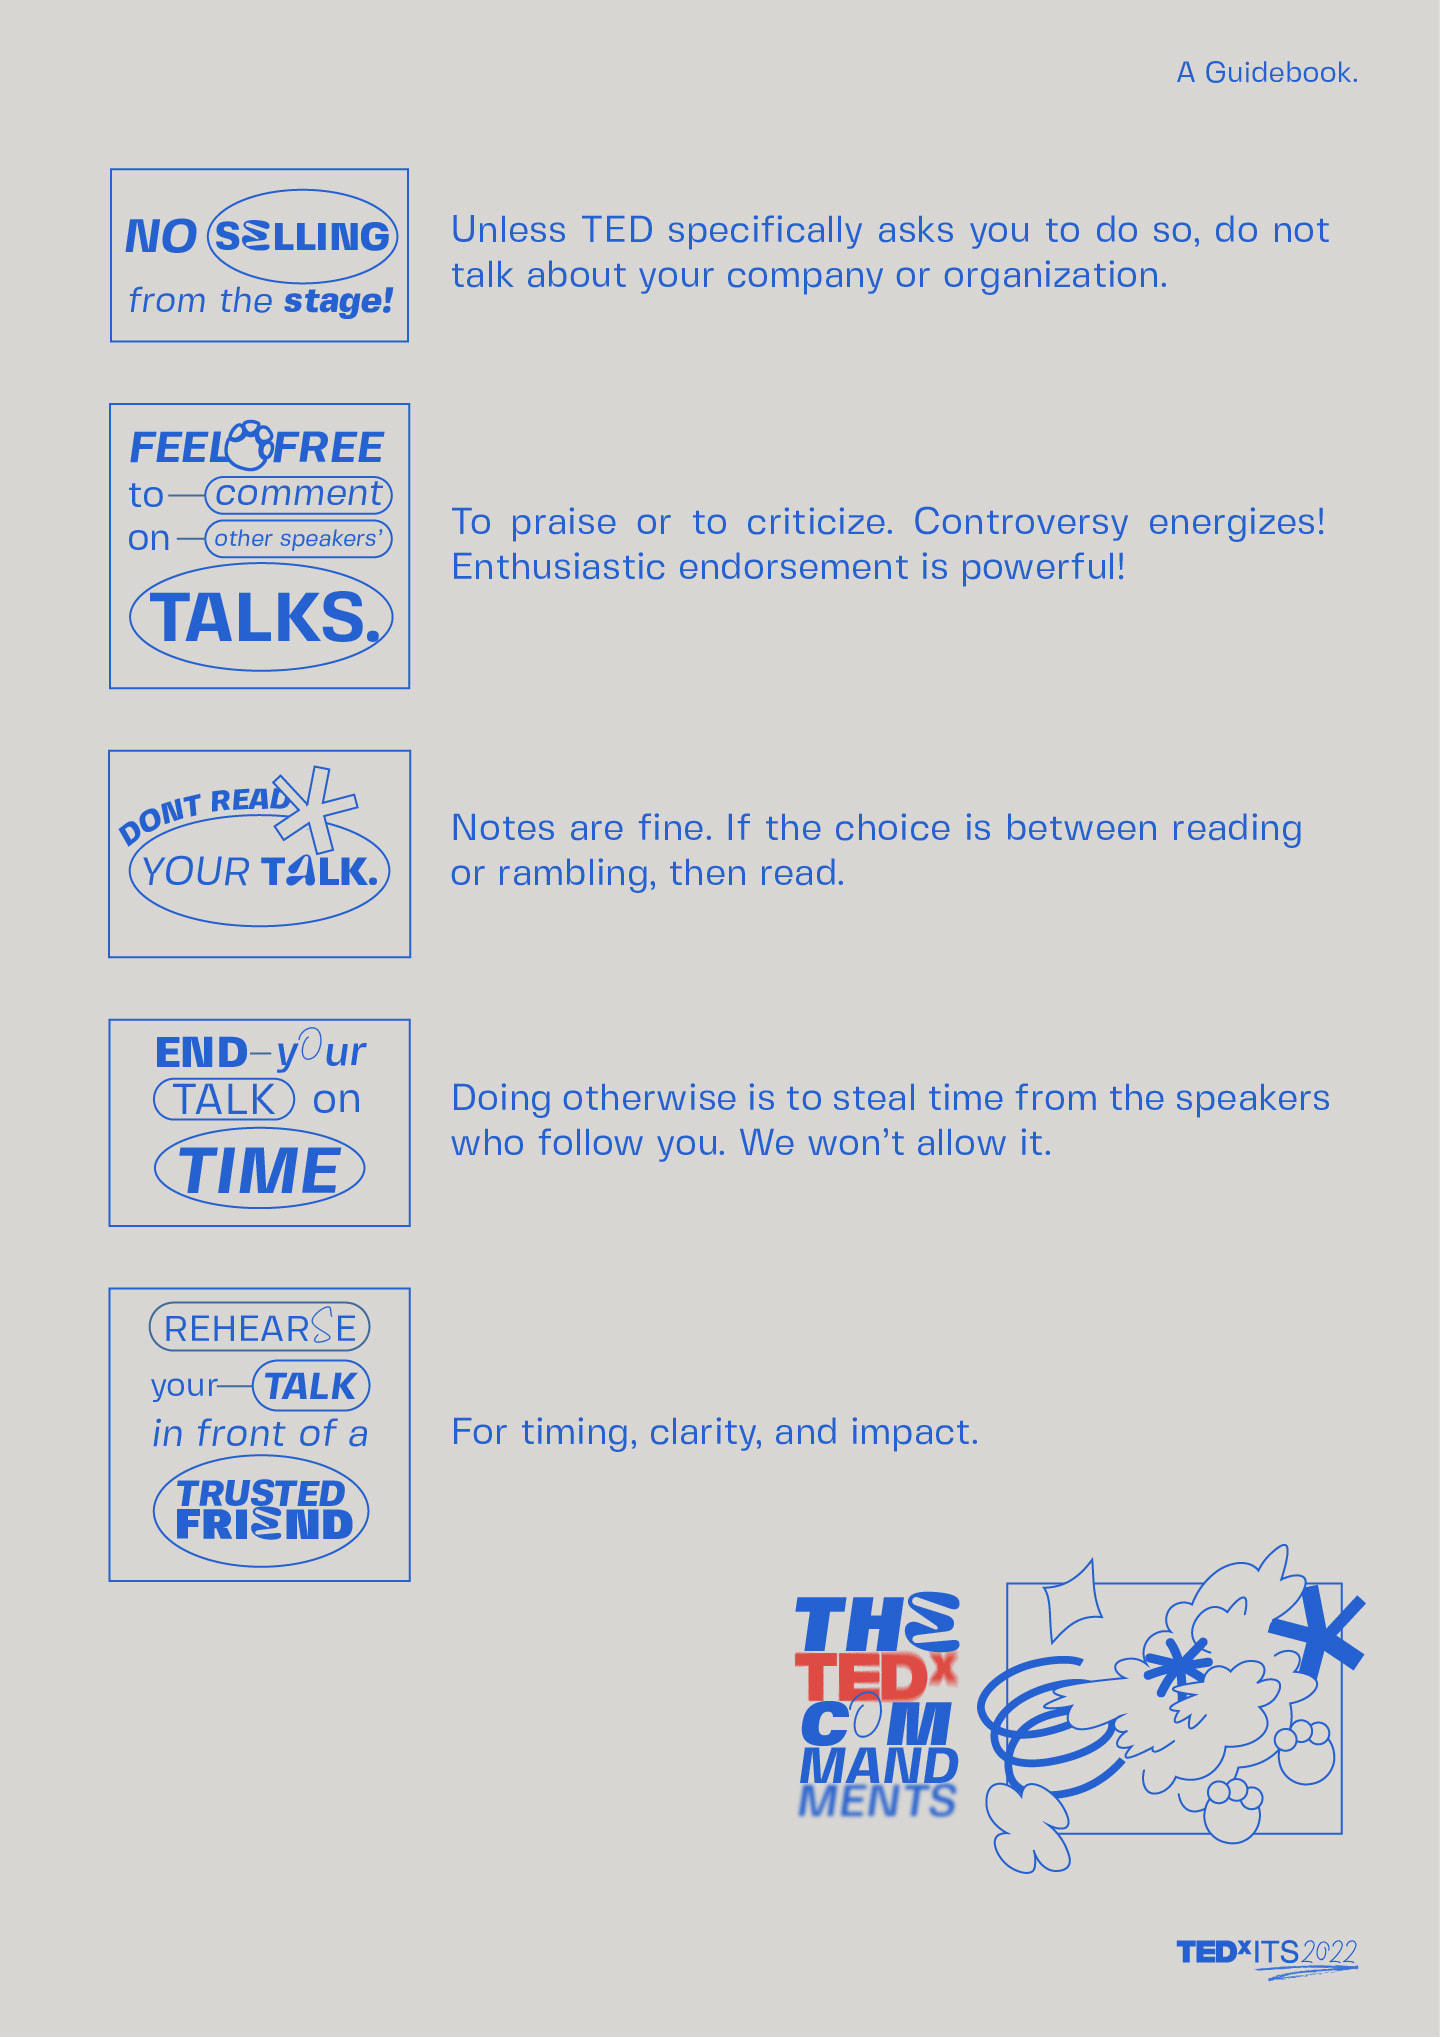 A Guidebook.
NO SELLING
from the stage!
Unless TED specifically asks you to do so, do not
talk about your company or organization.
FEEL FREE
to comment
on other speakers'
TALKS.
To praise or to criticize. Controversy energizes!
Enthusiastic endorsement is powerful!
DONT READ
YOUR TALK.
Notes are fine. If the choice is between reading
or rambling, then read.
END-your
TALK on
TIME
Doing otherwise is to steal time from the speakers
who follow you. We won't allow it.
REHEARSE
your TALK
in front of a
TRUSTED
FRIEND
For timing, clarity, and impact.
THE
TEDx
COM
MAND
MENTS
TEDxITS2022